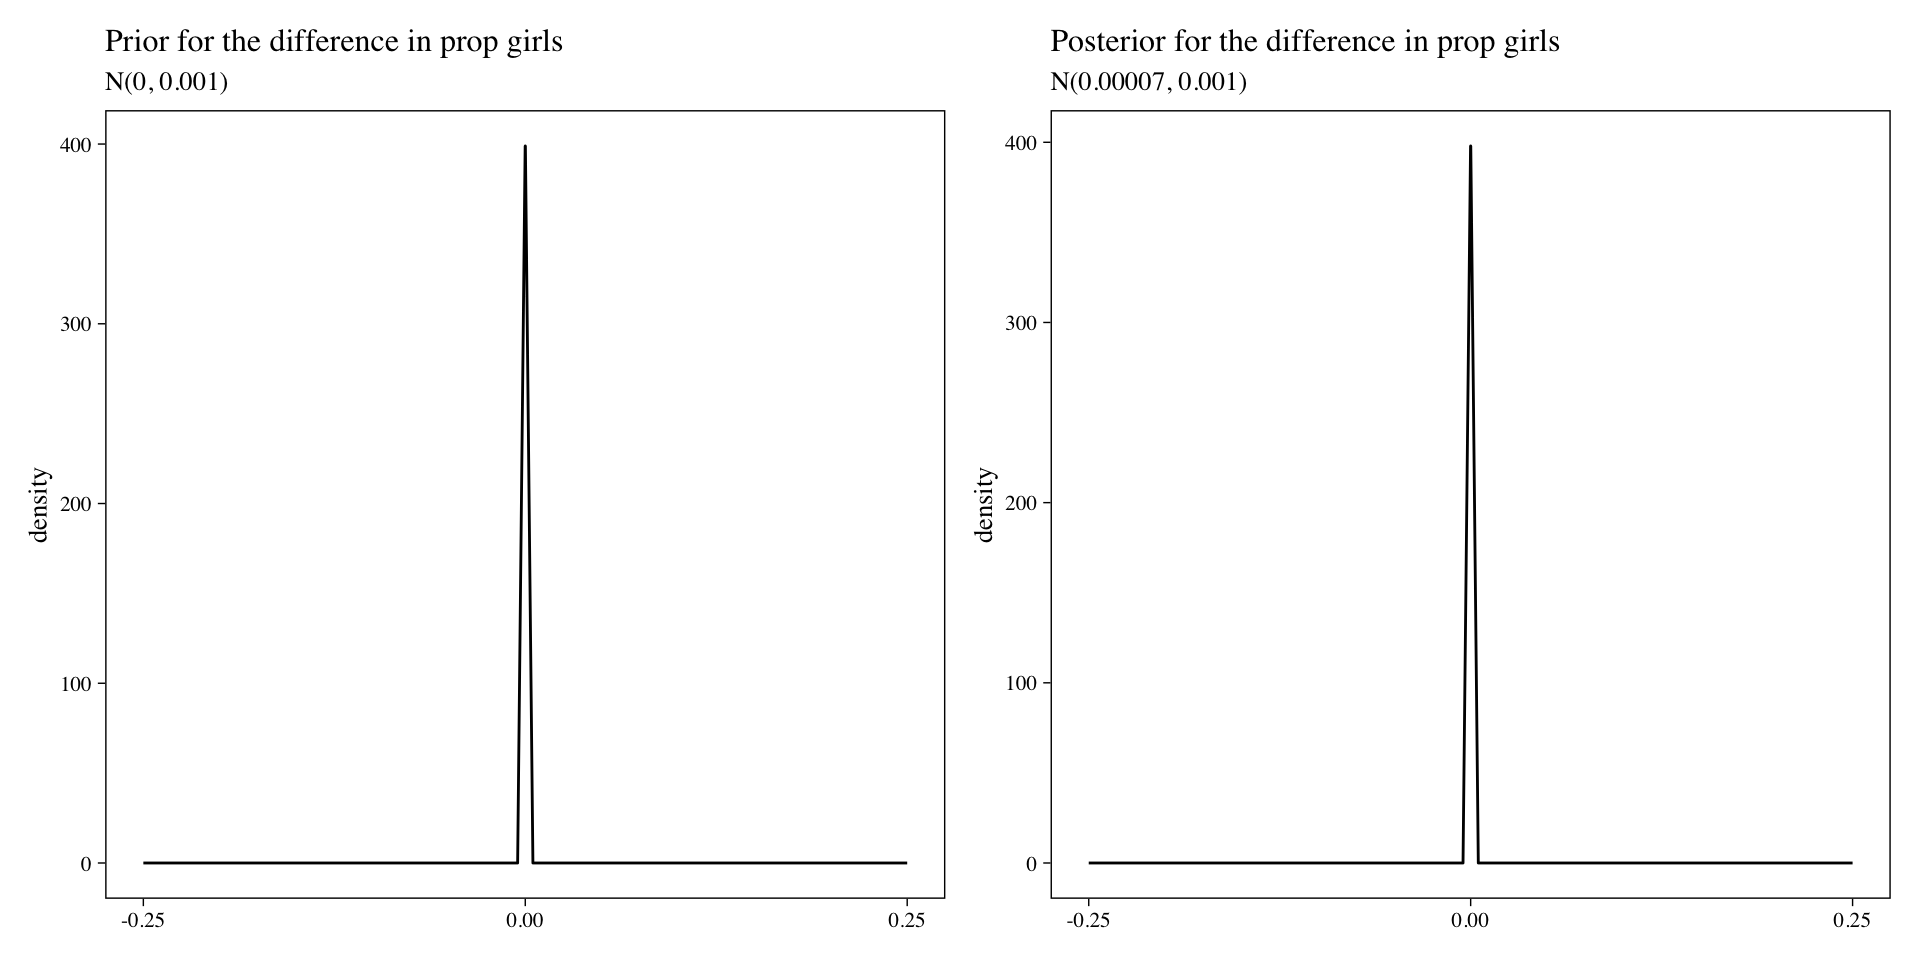 Prior for the difference in prop girls
N(0, 0.001)
density
400
300
200
100
0
-0.25
0.00
0.25
Posterior for the difference in prop girls
N(0.00007, 0.001)
density
400
300
200
100
0
-0.25
0.00
0.25